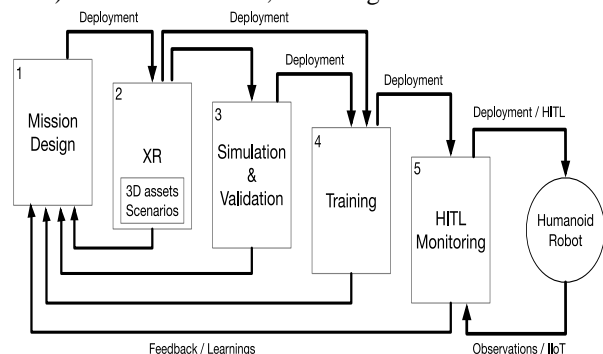 Deployment
Deployment
Deployment
Deployment
Deployment / HITL
1
Mission
Design
2
XR
3D assets
Scenarios
3
Simulation
&
Validation
4
Training
5
HITL
Monitoring
Humanoid
Robot
Feedback / Learnings
Observations / IIoT